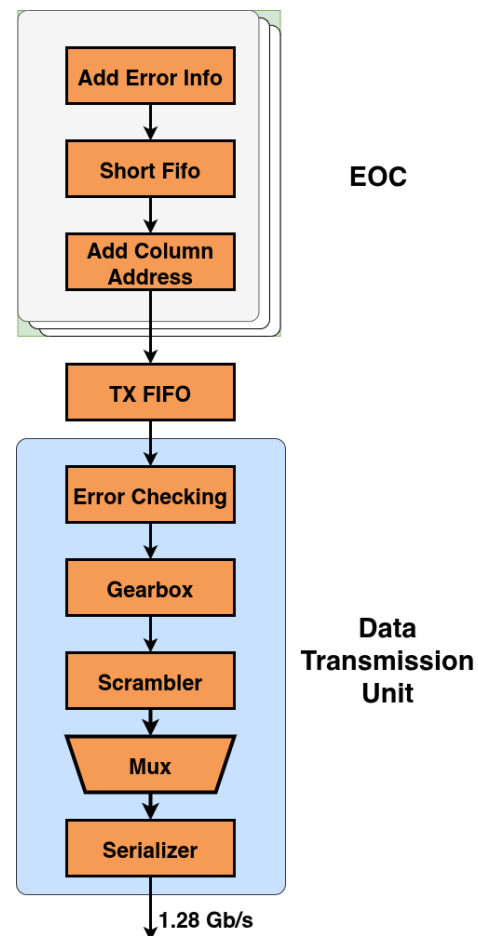 Add Error Info
Short Fifo
EOC
Add Column
Address
TX FIFO
Error Checking
Gearbox
Data
Transmission
Unit
Scrambler
Mux
Serializer
1.28 Gb/s